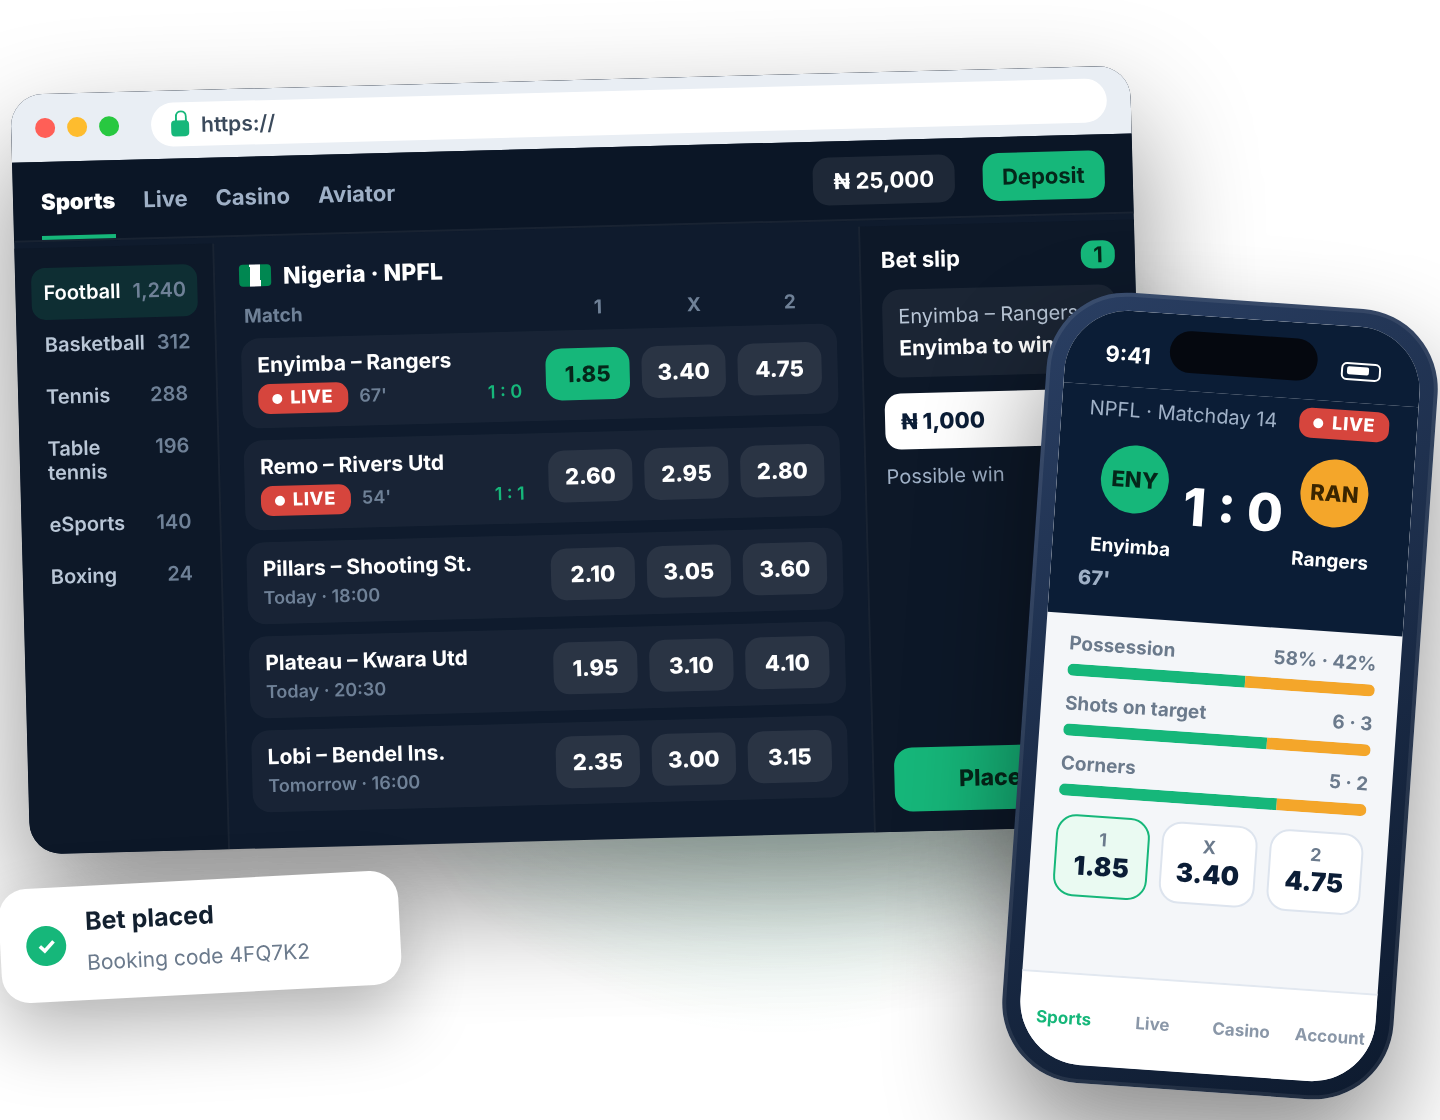 https://
Sports Live Casino Aviator ₦ 25,000 Deposit
Football 1,240
Basketball 312
Tennis 288
Table tennis 196
eSports 140
Boxing 24
Nigeria · NPFL
Match 1 X 2
Enyimba – Rangers
LIVE 67' 1 : 0
1.85 3.40 4.75
Remo – Rivers Utd
LIVE 54' 1 : 1
2.60 2.95 2.80
Pillars – Shooting St.
Today · 18:00
2.10 3.05 3.60
Plateau – Kwara Utd
Today · 20:30
1.95 3.10 4.10
Lobi – Bendel Ins.
Tomorrow · 16:00
2.35 3.00 3.15
Bet slip 1
Enyimba – Rangers
Enyimba to win
₦ 1,000
Possible win
Place
Bet placed
Booking code 4FQ7K2
9:41
NPFL · Matchday 14 LIVE
ENY 1 : 0 RAN
Enyimba Rangers
67'
Possession 58% · 42%
Shots on target 6 · 3
Corners 5 · 2
1 X 2
1.85 3.40 4.75
Sports Live Casino Account